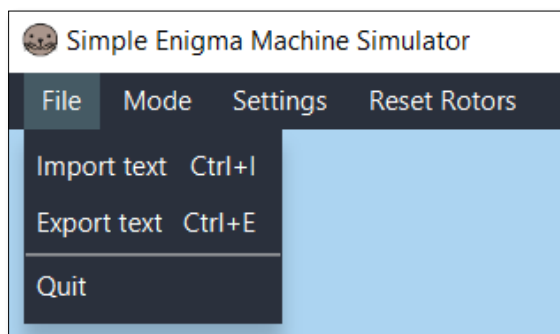 Simple Enigma Machine Simulator
File Mode Settings Reset Rotors
Import text Ctrl+I
Export text Ctrl+E
Quit